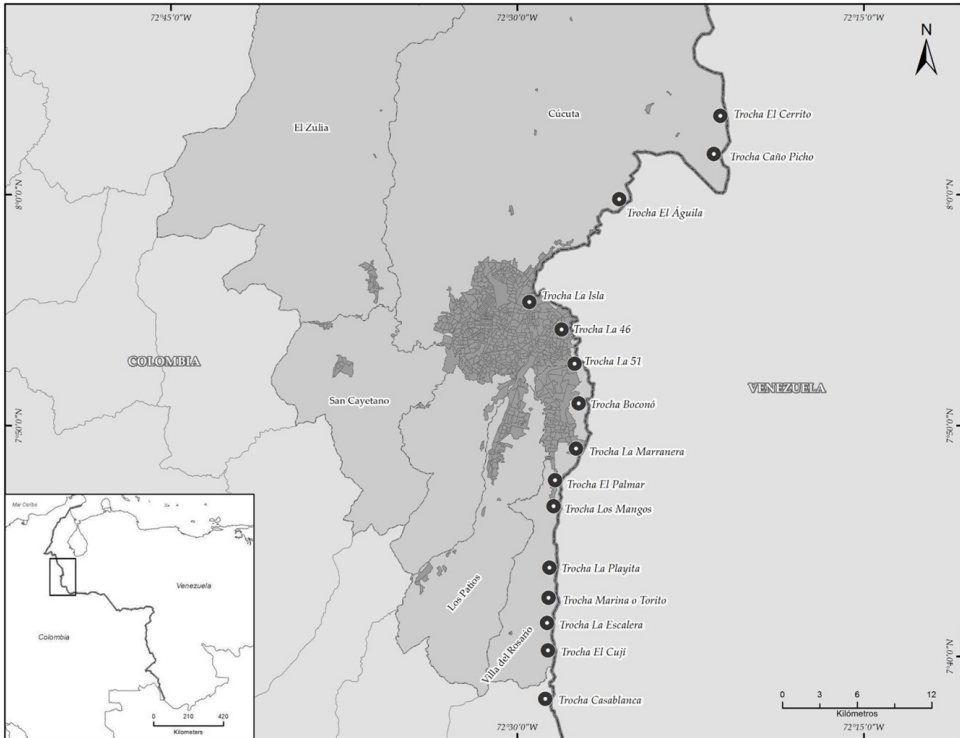 72°45'0"W
72°30'0"W
72°15'0"W
N
Trocha El Cerrito
Cúcuta
El Zulia
Trocha Caño Picho
8°0'0"N
8°0'0"N
Trocha El Águila
Trocha La Isla
Trocha La 46
COLOMBIA
Trocha La 51
VENEZUELA
San Cayetano
Trocha Boconó
7°50'0"N
7°50'0"N
Trocha La Marranera
Trocha El Palmar
Trocha Los Mangos
Mar Caribe
Trocha La Playita
Venezuela
Los Patios
Trocha Marina o Torito
Trocha La Escalera
Colombia
Villa del Rosario
Trocha El Cují
7°40'0"N
Trocha Casablanca
0 3 6 12
Kilómetros
0 210 420
Kilometers
72°30'0"W
72°15'0"W